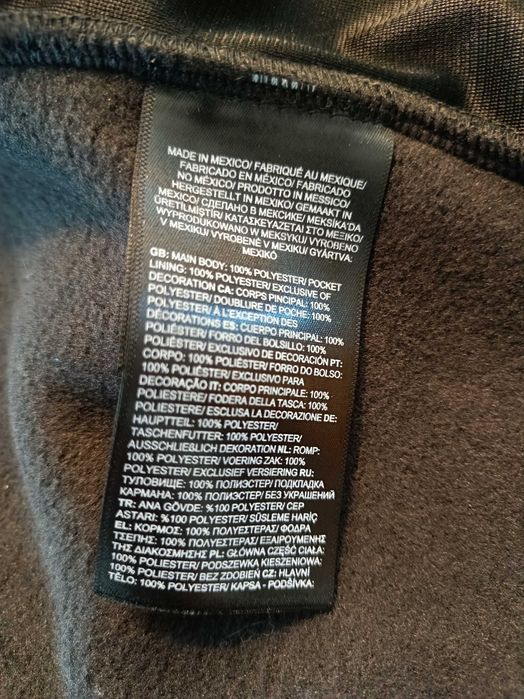 MADE IN MEXICO/ FABRIQUÉ AU MEXIQUE/
FABRICADO EN MÉXICO/ FABRICADO
NO MÉXICO/ PRODOTTO IN MESSICO/
HERGESTELLT IN MEXIKO/ GEMAAKT IN
MEXICO/ СДЕЛАНО В МЕКСИКЕ/ MEKSİKA'DA
ÜRETİLMİŞTİR/ ΚΑΤΑΣΚΕΥΑΖΕΤΑΙ ΣΤΟ ΜΕΞΙΚΟ/
WYPRODUKOWANO W MEKSYKU/ VYROBENO
V MEXIKU/ VYROBENÉ V MEXIKU/ GYÁRTVA:
MEXIKÓ
GB: MAIN BODY: 100% POLYESTER/ POCKET
LINING: 100% POLYESTER/ EXCLUSIVE OF
DECORATION CA: CORPS PINCIPAL: 100%
POLYESTER/ DOUBLURE DE POCHE: 100%
POLYESTER/ À L'EXCEPTION DES
DÉCORATIONS ES: CUERPO PRINCIPAL: 100%
POLIÉSTER/ FORRO DEL BOLSILLO: 100%
POLIÉSTER/ EXCLUSIVO DE DECORACIÓN PT:
CORPO: 100% POLIÉSTER/ FORRO DO BOLSO:
100% POLIÉSTER/ EXCLUSIVO PARA
DECORAÇÃO IT: CORPO PRINCIPALE: 100%
POLIESTERE/ FODERA DELLA TASCA: 100%
POLIESTERE/ ESCLUSA LA DECORAZIONE DE:
HAUPTTEIL: 100% POLYESTER/
TASCHENFUTTER: 100% POLYESTER/
AUSSCHLIEßLICH DEKORATION NL: ROMP:
100% POLYESTER/ VOERING ZAK: 100%
POLYESTER/ EXCLUSIEF VERSIERING RU:
ТУЛОВИЩЕ: 100% ПОЛИЭСТЕР/ ПОДКЛАДКА
КАРМАНА: 100% ПОЛИЭСТЕР/ БЕЗ УКРАШЕНИЙ
TR: ANA GÖVDE: %100 POLYESTER/ CEP
ASTARI: %100 POLYESTER/ SÜSLEME HARİÇ
EL: ΚΟΡΜΟΣ: 100% ΠΟΛΥΕΣΤΕΡΑΣ/ ΦΟΔΡΑ
ΤΣΕΠΗΣ: 100% ΠΟΛΥΕΣΤΕΡΑΣ/ ΕΞΑΙΡΟΥΜΕΝΗΣ
ΤΗΣ ΔΙΑΚΟΣΜΗΣΗΣ PL: GŁÓWNA CZĘŚĆ CIAŁA:
100% POLIESTER/ PODSZEWKA KIESZENIOWE:
100% POLIESTER/ BEZ ZDOBIEŃ CZ: HLAVNÍ
TĚLO: 100% POLYESTER/ KAPSA - PODŠÍVKA: